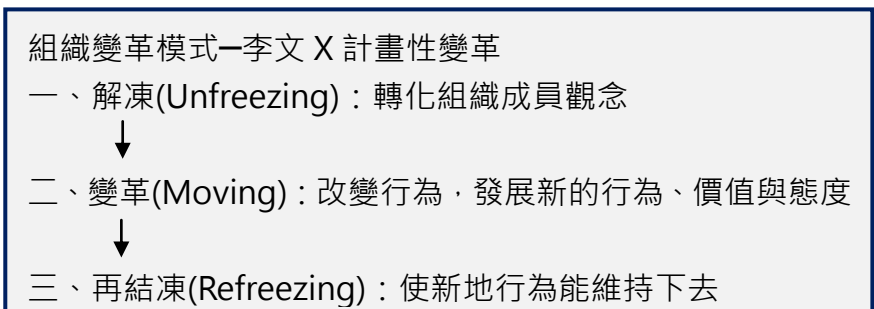 組織變革模式─李文 X 計畫性變革
一、解凍(Unfreezing)：轉化組織成員觀念
二、變革(Moving)：改變行為，發展新的行為、價值與態度
三、再結凍(Refreezing)：使新地行為能維持下去